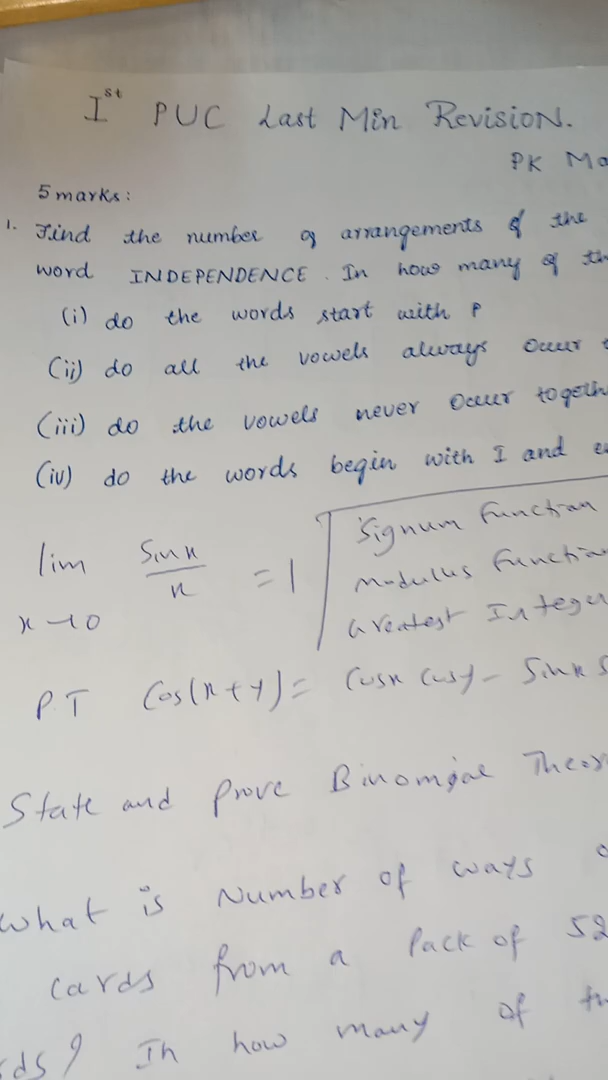 Ist PUC Last Min Revision.
PK
5 marks:
1. Find the number of arrangements of the
word INDEPENDENCE. In how many of
(i) do the words start with P
(ii) do all the vowels always occur
(iii) do the vowels never occur
(iv) do the words begin with I and
lim sin x / x = 1
x→0
Signum Function
Modulus Function
Greatest Integer
PT Cos(x+y)= Cosx Cosy - Sinx
State and prove Binomial
What is Number of ways
cards from a Pack of 52
In how many of